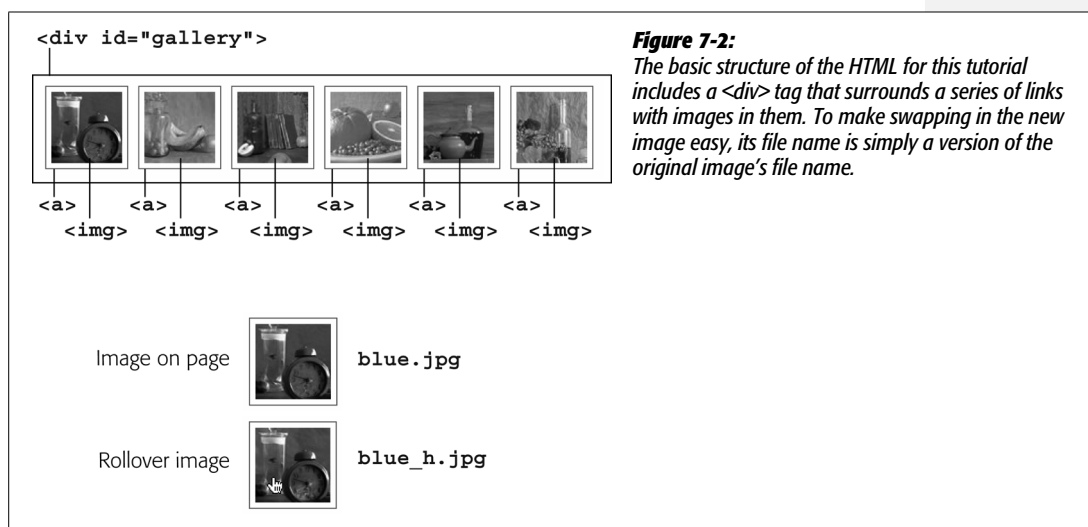 <div id="gallery">
<a> <a> <a> <a> <a> <a>
<img> <img> <img> <img> <img> <img>
Figure 7-2:
The basic structure of the HTML for this tutorial
includes a <div> tag that surrounds a series of links
with images in them. To make swapping in the new
image easy, its file name is simply a version of the
original image's file name.
Image on page blue.jpg
Rollover image blue_h.jpg